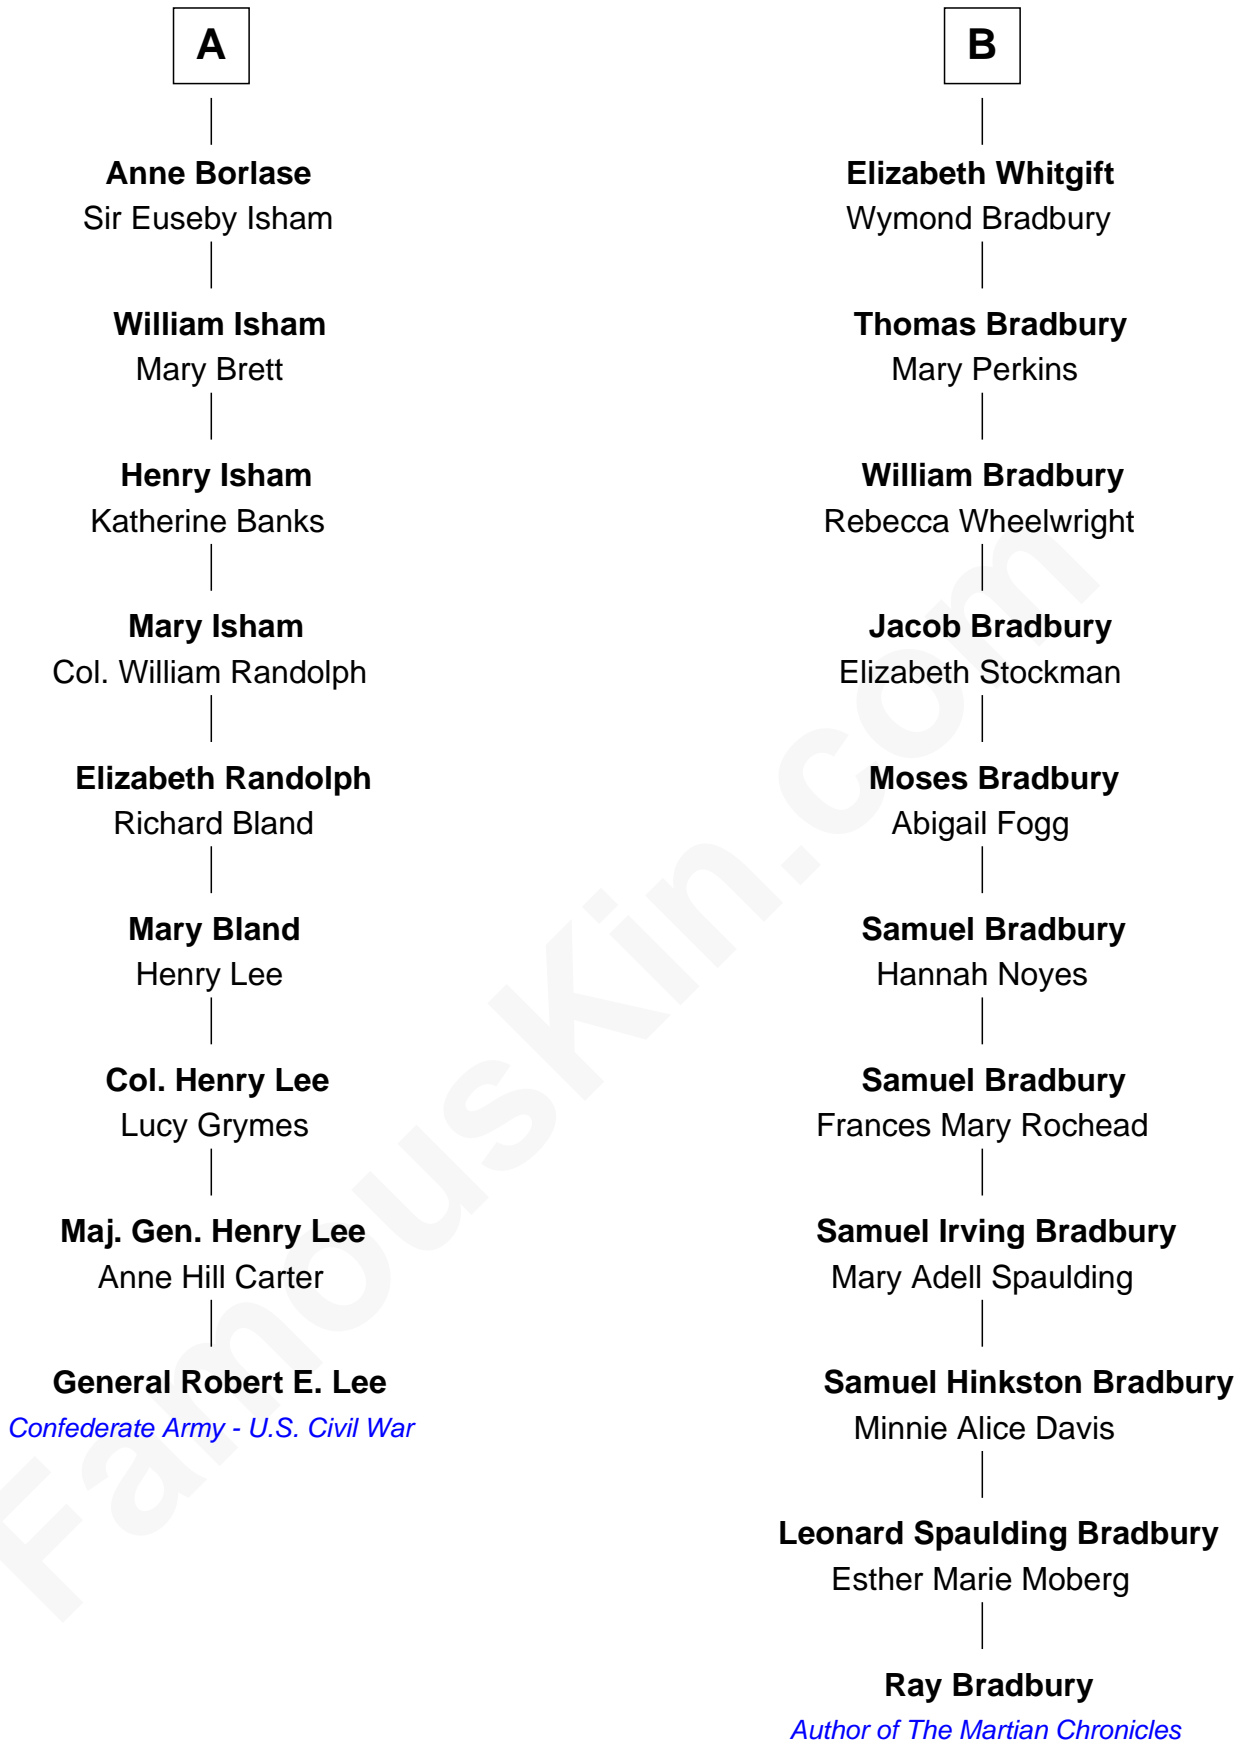 A
Anne Borlase
Sir Euseby Isham
William Isham
Mary Brett
Henry Isham
Katherine Banks
Mary Isham
Col. William Randolph
Elizabeth Randolph
Richard Bland
Mary Bland
Henry Lee
Col. Henry Lee
Lucy Grymes
Maj. Gen. Henry Lee
Anne Hill Carter
General Robert E. Lee
Confederate Army - U.S. Civil War
B
Elizabeth Whitgift
Wymond Bradbury
Thomas Bradbury
Mary Perkins
William Bradbury
Rebecca Wheelwright
Jacob Bradbury
Elizabeth Stockman
Moses Bradbury
Abigail Fogg
Samuel Bradbury
Hannah Noyes
Samuel Bradbury
Frances Mary Rochead
Samuel Irving Bradbury
Mary Adell Spaulding
Samuel Hinkston Bradbury
Minnie Alice Davis
Leonard Spaulding Bradbury
Esther Marie Moberg
Ray Bradbury
Author of The Martian Chronicles
FamousKin.com